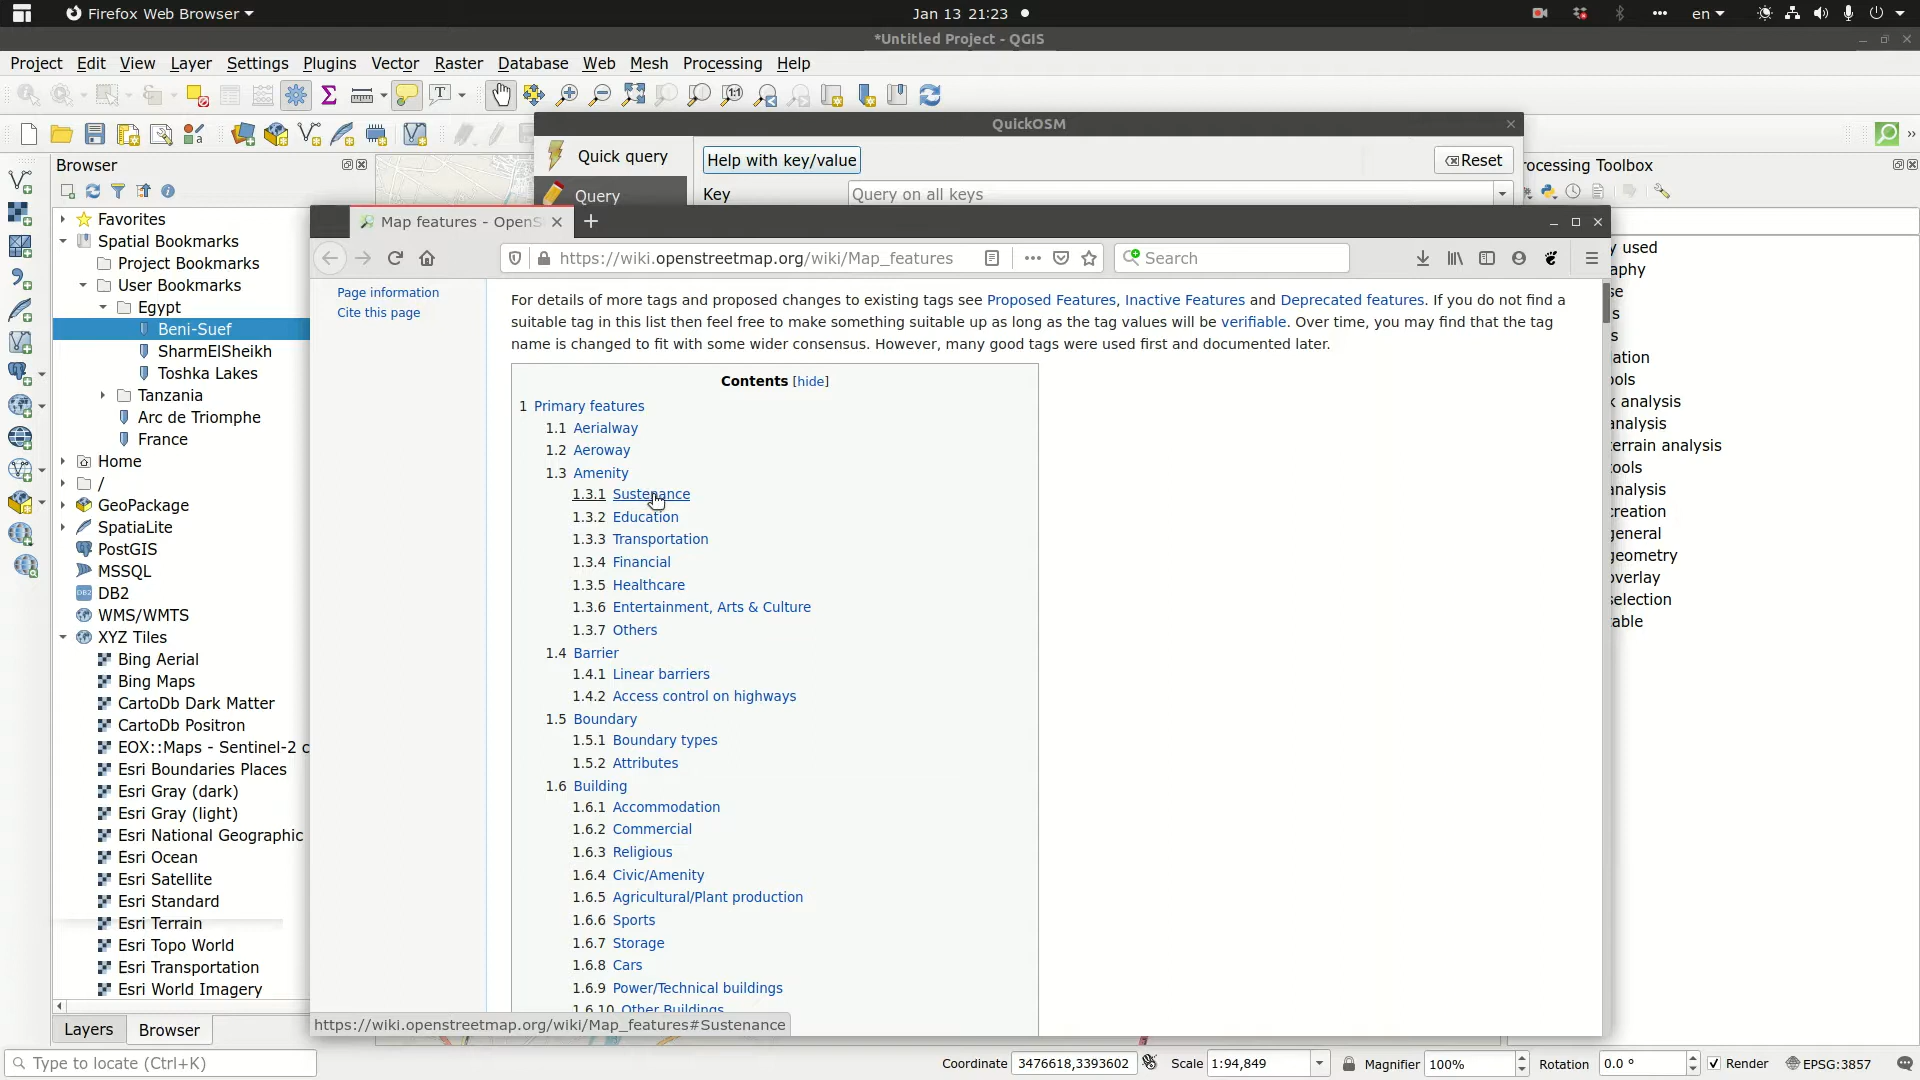 Firefox Web Browser
Jan 13 21:23
en
*Untitled Project - QGIS
Project Edit View Layer Settings Plugins Vector Raster Database Web Mesh Processing Help
QuickOSM
Quick query
Help with key/value
Reset
Query
Key
Query on all keys
Browser
Favorites
Spatial Bookmarks
Project Bookmarks
User Bookmarks
Egypt
Beni-Suef
SharmElSheikh
Toshka Lakes
Tanzania
Arc de Triomphe
France
Home
/
GeoPackage
SpatiaLite
PostGIS
MSSQL
DB2
WMS/WMTS
XYZ Tiles
Bing Aerial
Bing Maps
CartoDb Dark Matter
CartoDb Positron
EOX::Maps - Sentinel-2 c
Esri Boundaries Places
Esri Gray (dark)
Esri Gray (light)
Esri National Geographic
Esri Ocean
Esri Satellite
Esri Standard
Esri Terrain
Esri Topo World
Esri Transportation
Esri World Imagery
Layers
Browser
Map features - OpenS
https://wiki.openstreetmap.org/wiki/Map_features
Search
Page information
Cite this page
For details of more tags and proposed changes to existing tags see Proposed Features, Inactive Features and Deprecated features. If you do not find a
suitable tag in this list then feel free to make something suitable up as long as the tag values will be verifiable. Over time, you may find that the tag
name is changed to fit with some wider consensus. However, many good tags were used first and documented later.
Contents [hide]
1 Primary features
1.1 Aerialway
1.2 Aeroway
1.3 Amenity
1.3.1 Sustenance
1.3.2 Education
1.3.3 Transportation
1.3.4 Financial
1.3.5 Healthcare
1.3.6 Entertainment, Arts & Culture
1.3.7 Others
1.4 Barrier
1.4.1 Linear barriers
1.4.2 Access control on highways
1.5 Boundary
1.5.1 Boundary types
1.5.2 Attributes
1.6 Building
1.6.1 Accommodation
1.6.2 Commercial
1.6.3 Religious
1.6.4 Civic/Amenity
1.6.5 Agricultural/Plant production
1.6.6 Sports
1.6.7 Storage
1.6.8 Cars
1.6.9 Power/Technical buildings
1.6.10 Other Buildings
https://wiki.openstreetmap.org/wiki/Map_features#Sustenance
rocessing Toolbox
y used
raphy
se
s
ation
ools
k analysis
analysis
errain analysis
tools
analysis
creation
general
geometry
overlay
selection
table
Type to locate (Ctrl+K)
Coordinate 3476618,3393602
Scale 1:94,849
Magnifier 100%
Rotation 0.0 °
Render
EPSG:3857